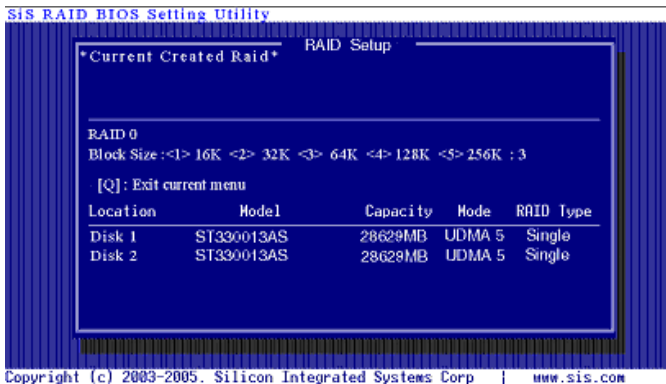 SiS RAID BIOS Setting Utility
RAID Setup
*Current Created Raid*
RAID 0
Block Size :<1> 16K <2> 32K <3> 64K <4> 128K <5> 256K : 3
[Q] : Exit current menu
Location Model Capacity Mode RAID Type
Disk 1 ST330013AS 28629MB UDMA 5 Single
Disk 2 ST330013AS 28629MB UDMA 5 Single
Copyright (c) 2003-2005. Silicon Integrated Systems Corp | www.sis.com